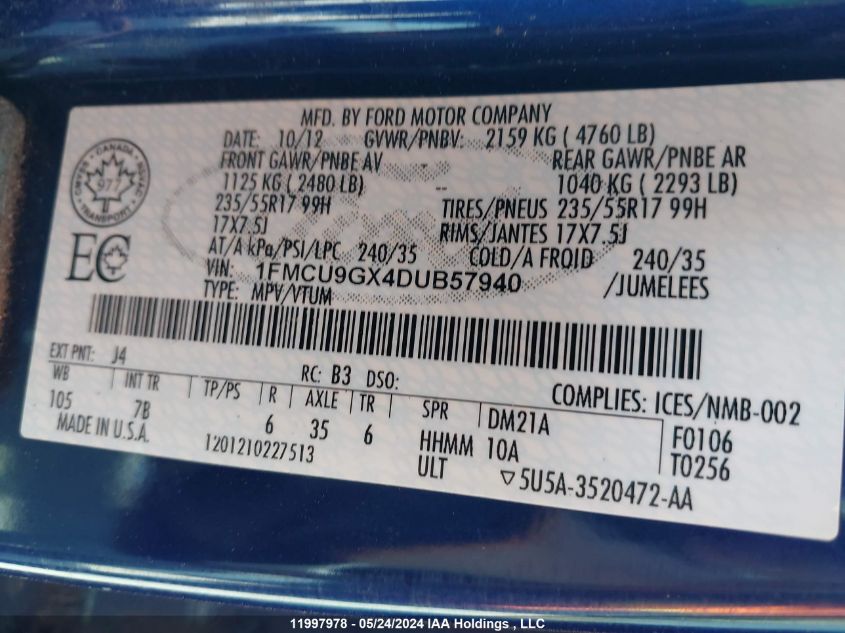 MFD. BY FORD MOTOR COMPANY
DATE: 10/12 GVWR/PNBV: 2159 KG ( 4760 LB)
FRONT GAWR/PNBE AV REAR GAWR/PNBE AR
1125 KG ( 2480 LB) -- 1040 KG ( 2293 LB)
235/55R17 99H TIRES/PNEUS 235/55R17 99H
17X7.5J RIMS/JANTES 17X7.5J
AT/A kPa/PSI/LPC 240/35 COLD/A FROID 240/35
VIN: 1FMCU9GX4DUB57940 /JUMELEES
TYPE: MPV/VTUM
CANADA
977
TRANSPORT
EC
EXT PNT: J4 RC: B3 DSO:
WB INT TR TP/PS R AXLE TR SPR COMPLIES: ICES/NMB-002
105 7B 6 35 6 DM21A F0106
MADE IN U.S.A. HHMM 10A T0256
1201210227513 ULT ▽5U5A-3520472-AA
11997978 - 05/24/2024 IAA Holdings , LLC